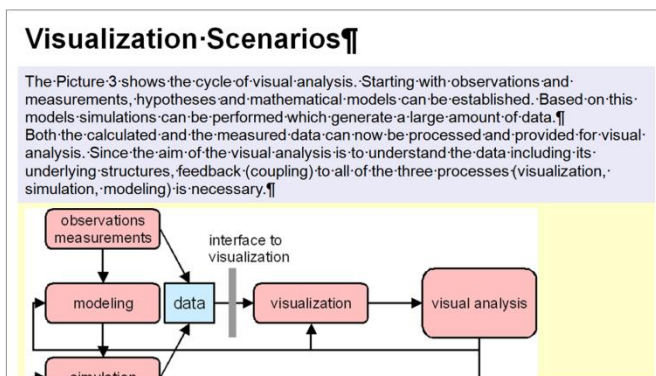 Visualization·Scenarios¶
The·Picture·3·shows·the·cycle·of·visual·analysis.·Starting·with·observations·and·
measurements,·hypotheses·and·mathematical·models·can·be·established.·Based·on·this·
models·simulations·can·be·performed·which·generate·a·large·amount·of·data.¶
Both·the·calculated·and·the·measured·data·can·now·be·processed·and·provided·for·visual·
analysis.·Since·the·aim·of·the·visual·analysis·is·to·understand·the·data·including·its·
underlying·structures,·feedback·(coupling)·to·all·of·the·three·processes·(visualization,·
simulation,·modeling)·is·necessary.¶
observations
measurements
interface to
visualization
modeling
data
visualization
visual analysis
simulation